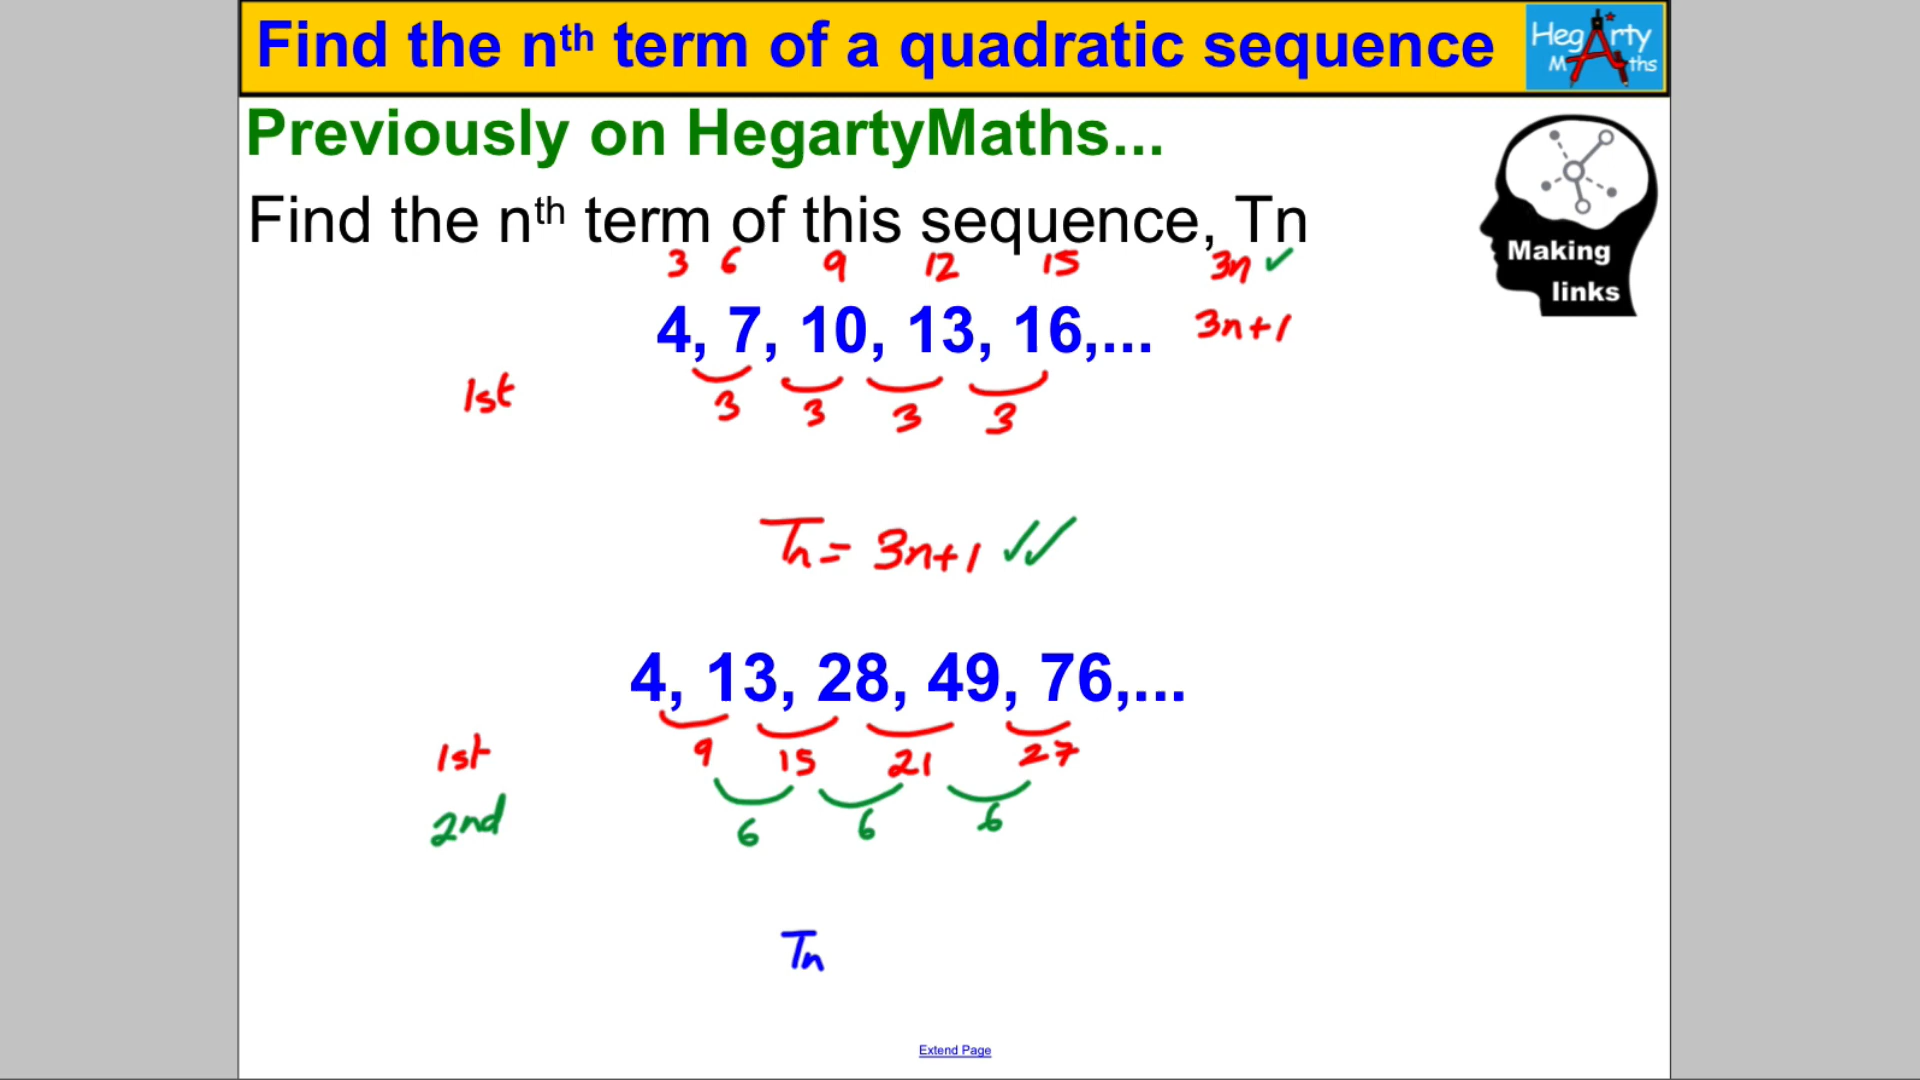 Find the nth term of a quadratic sequence
HegArty
Maths
Previously on HegartyMaths...
Find the nth term of this sequence, Tn
Making
links
3 6 9 12 15 3n ✓
4, 7, 10, 13, 16,... 3n+1
1st 3 3 3 3
Tn = 3n+1 ✓✓
4, 13, 28, 49, 76,...
1st 9 15 21 27
2nd 6 6 6
Tn
Extend Page